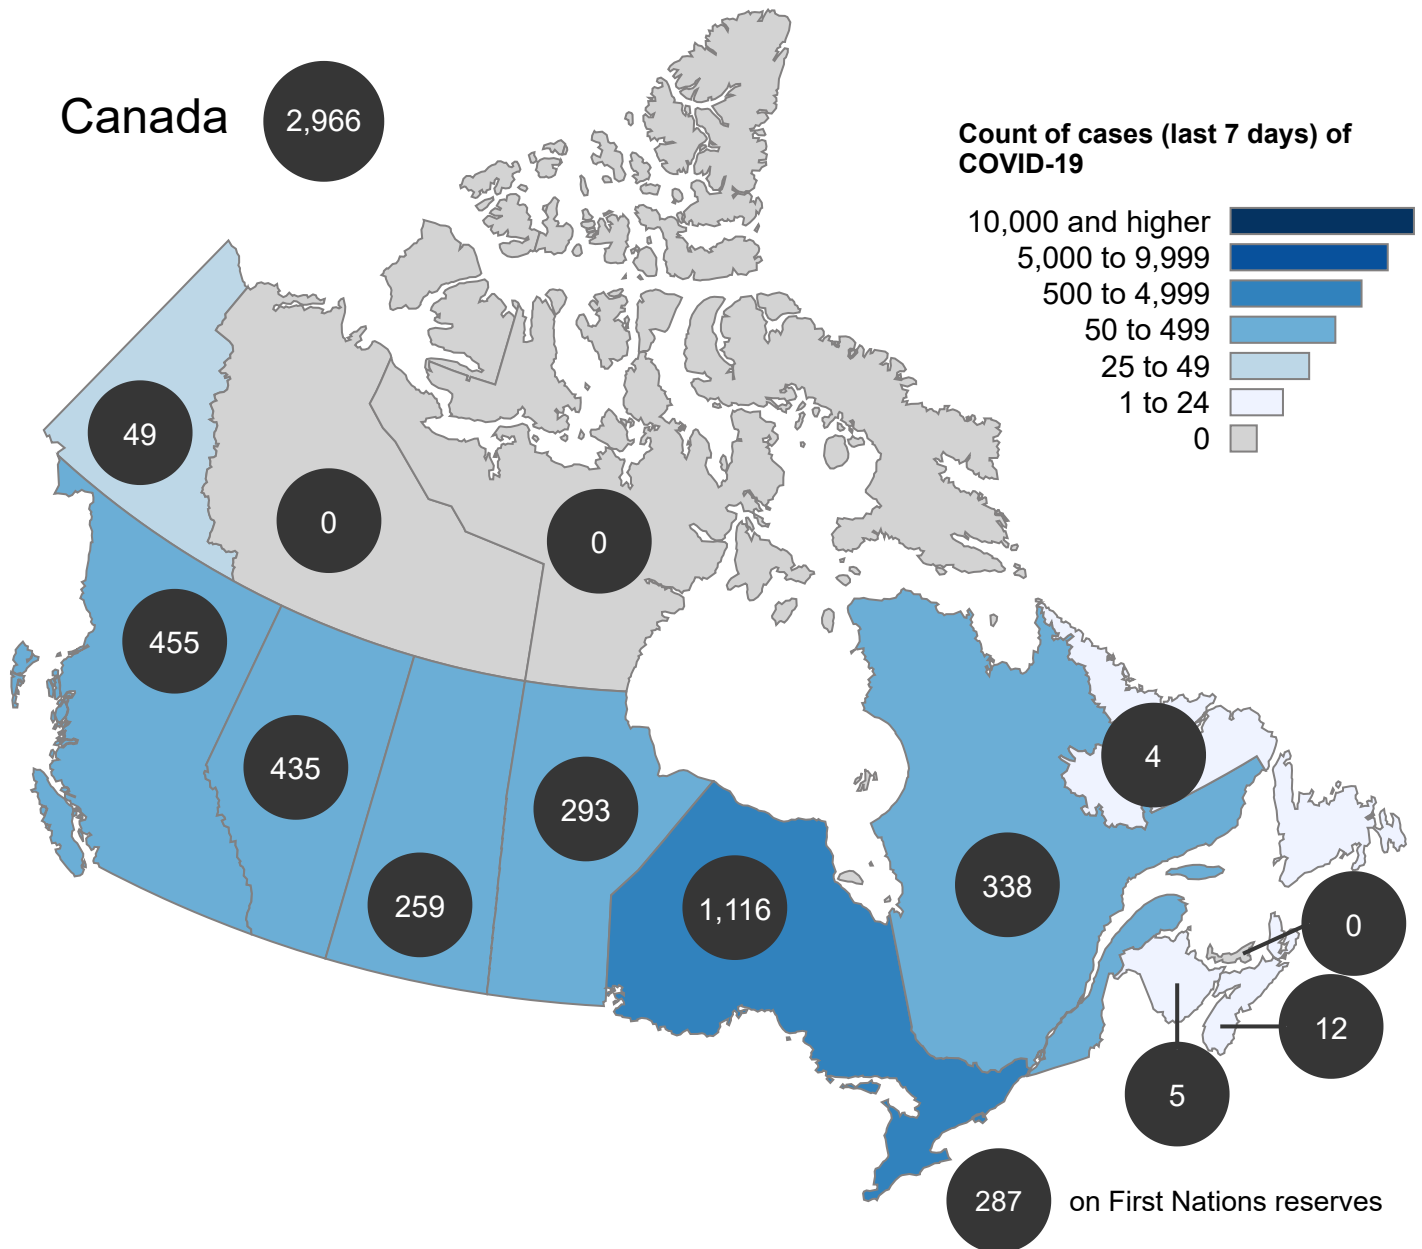 Canada
2,966
Count of cases (last 7 days) of
COVID-19
10,000 and higher
5,000 to 9,999
500 to 4,999
50 to 499
25 to 49
1 to 24
0
49
0
0
455
435
259
293
1,116
338
4
0
12
5
287 on First Nations reserves